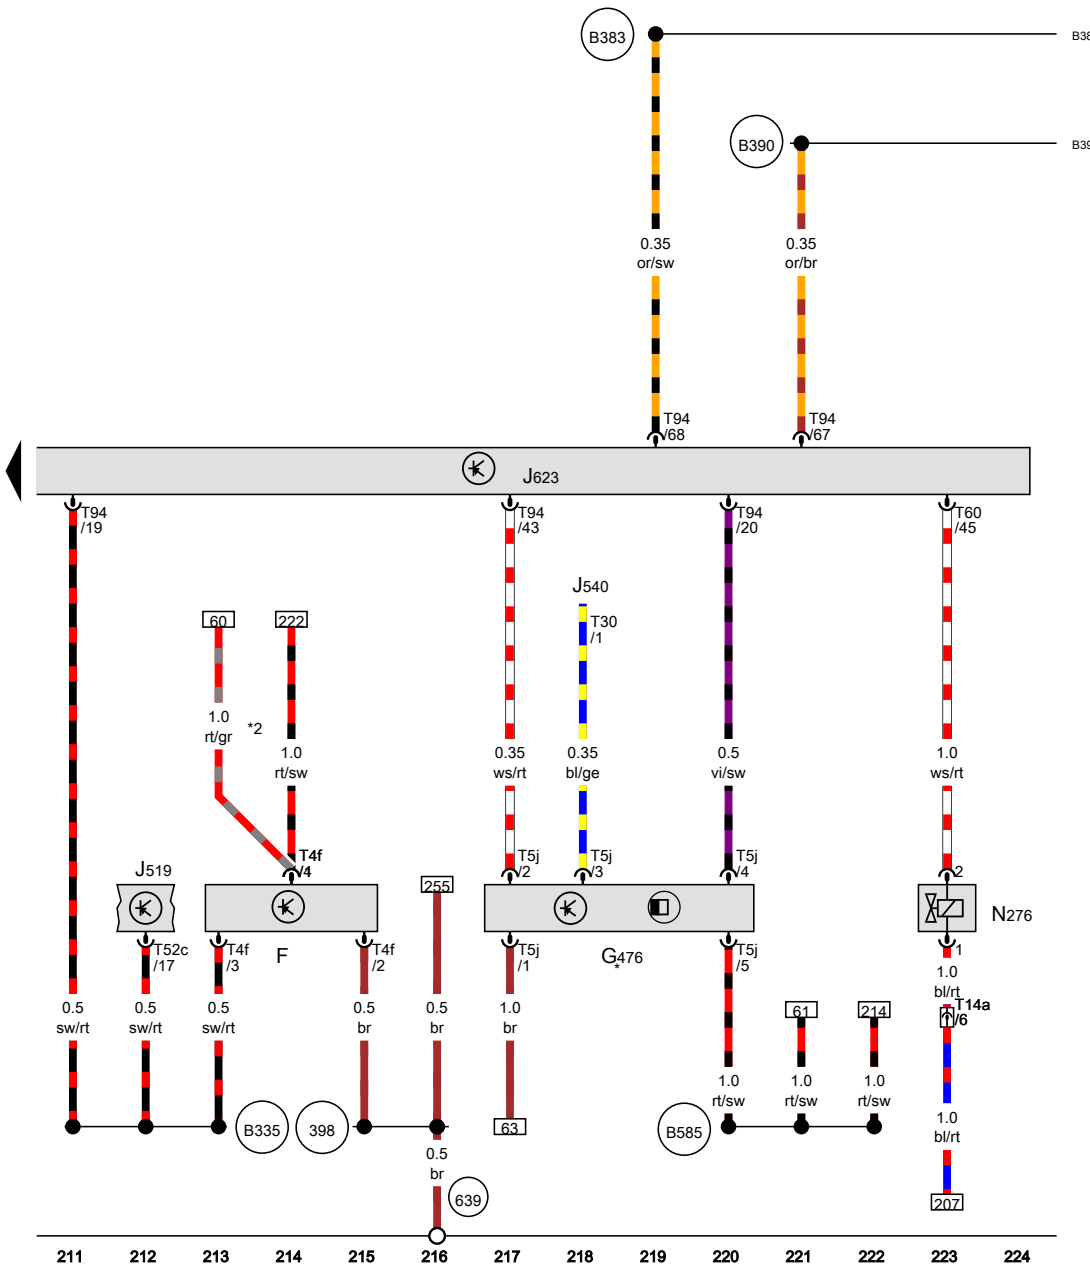 B383
B38
B390
B39
0.35
or/sw
0.35
or/br
T94
/68
T94
/67
J623
T94
/19
T94
/43
T94
/20
T60
/45
J540
T30
/1
60
222
1.0
rt/gr
*2
1.0
rt/sw
0.35
ws/rt
0.35
bl/ge
0.5
vi/sw
1.0
ws/rt
T4f
/4
T5j
/2
T5j
/3
T5j
/4
2
J519
255
N276
T52c
/17
T4f
/3
F
T4f
/2
T5j
/1
G476
*
T5j
/5
1
1.0
bl/rt
T14a
/6
0.5
sw/rt
0.5
sw/rt
0.5
sw/rt
0.5
br
0.5
br
1.0
br
61
214
1.0
rt/sw
1.0
rt/sw
1.0
rt/sw
1.0
bl/rt
B335
398
63
B585
0.5
br
639
207
211 212 213 214 215 216 217 218 219 220 221 222 223 224